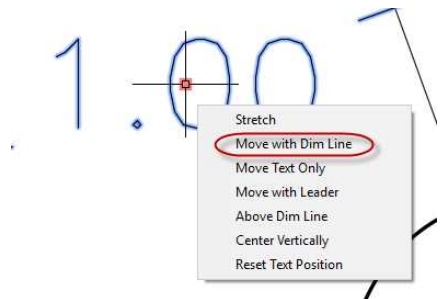 1.00
Stretch
Move with Dim Line
Move Text Only
Move with Leader
Above Dim Line
Center Vertically
Reset Text Position